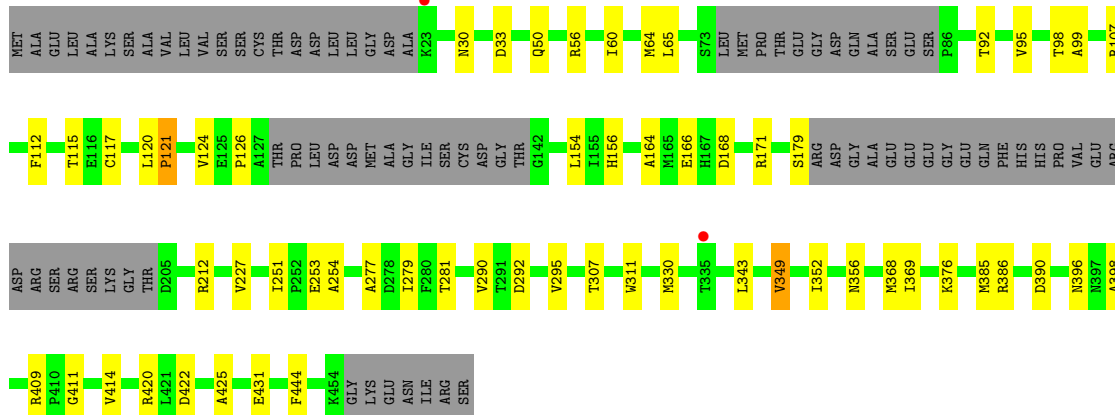 MET ALA GLU LEU ALA LYS SER ALA VAL LEU VAL SER SER CYS THR ASP ASP LEU LEU GLY ASP ALA K23 N30 D33 Q50 R56 I60 M64 L65 S73 LEU MET PRO THR GLU GLY ASP GLN ALA SER GLU SER P86 T92 V95 T98 A99 R107
F112 T115 E116 C117 L120 P121 V124 E125 P126 A127 THR PRO LEU ASP ASP MET ALA GLY ILE SER CYS ASP GLY THR G142 L154 I155 H156 A164 M165 E166 H167 D168 R171 S179 ARG ASP GLY ALA GLU GLU GLU GLY GLU GLN PHE HIS HIS PRO VAL GLU ARG
ASP ARG SER ARG SER LYS GLY THR D205 R212 V227 I251 P252 E253 A254 A277 D278 I279 F280 T281 V290 T291 D292 V295 T307 W311 M330 T335 L343 V349 I352 N356 M368 I369 K376 M385 R386 D390 N396 N397 A398
R409 P410 G411 V414 R420 L421 D422 A425 E431 F444 K454 GLY LYS GLU ASN ILE ARG SER